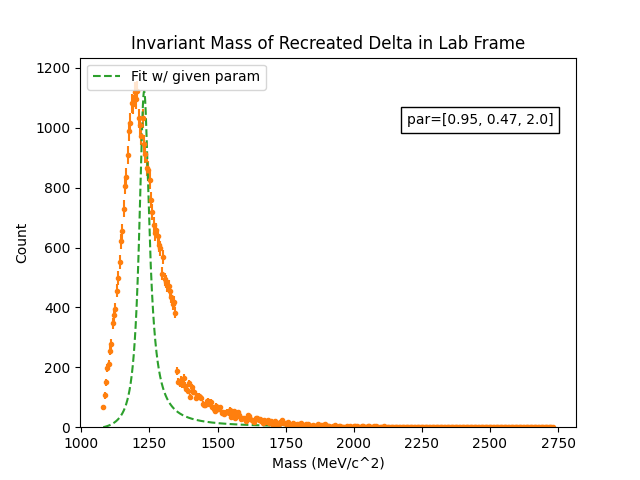 Invariant Mass of Recreated Delta in Lab Frame
Fit w/ given param
par=[0.95, 0.47, 2.0]
1200
1000
800
600
400
200
0
Count
1000 1250 1500 1750 2000 2250 2500 2750
Mass (MeV/c^2)